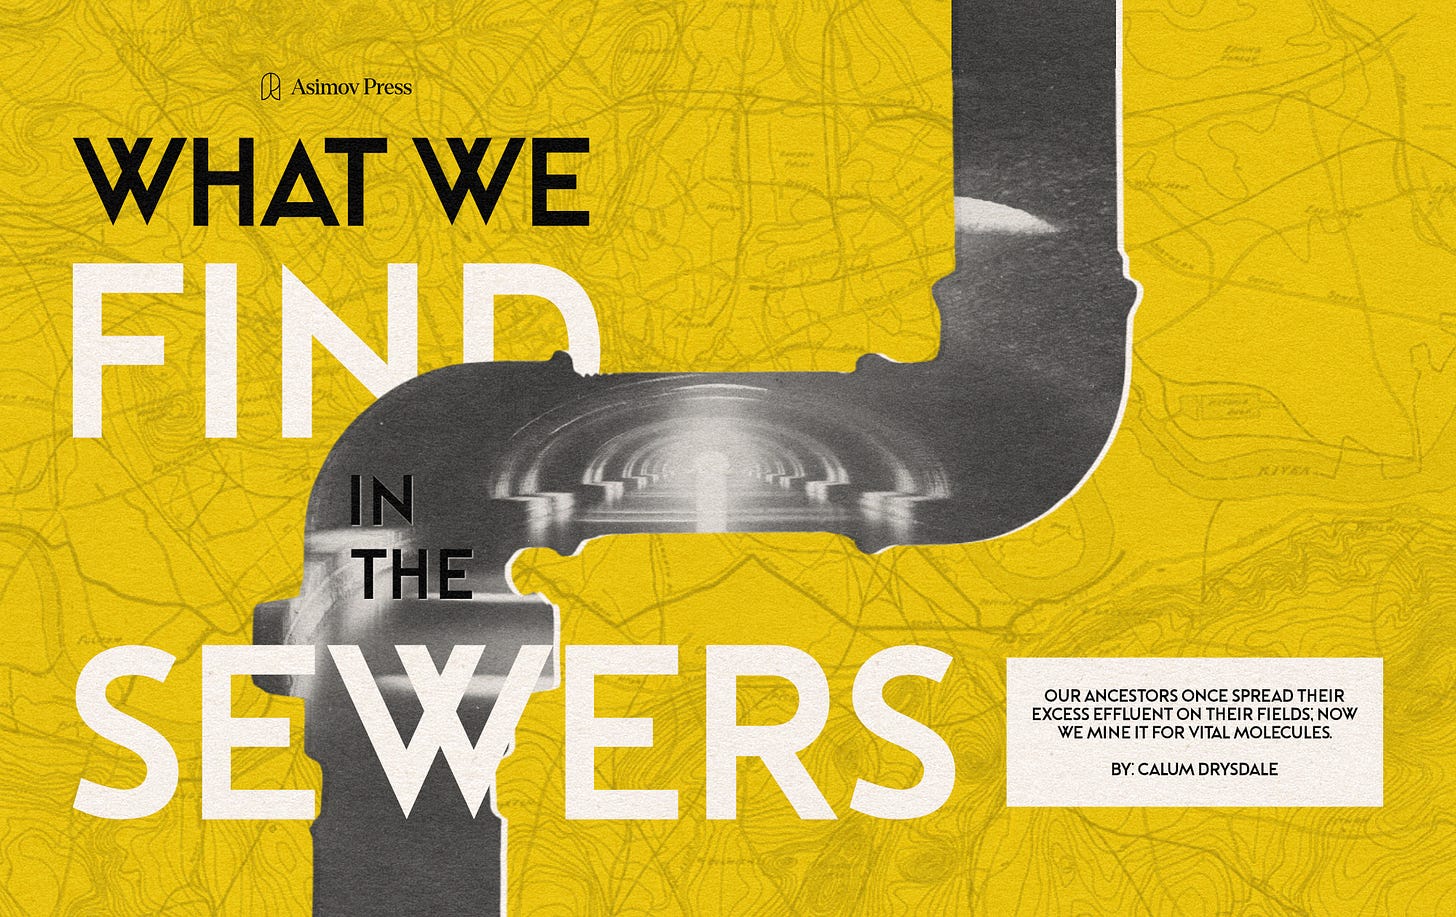 Asimov Press
WHAT WE
FIND
IN
THE
SEWERS
OUR ANCESTORS ONCE SPREAD THEIR
EXCESS EFFLUENT ON THEIR FIELDS; NOW
WE MINE IT FOR VITAL MOLECULES.
BY: CALUM DRYSDALE
RIVER